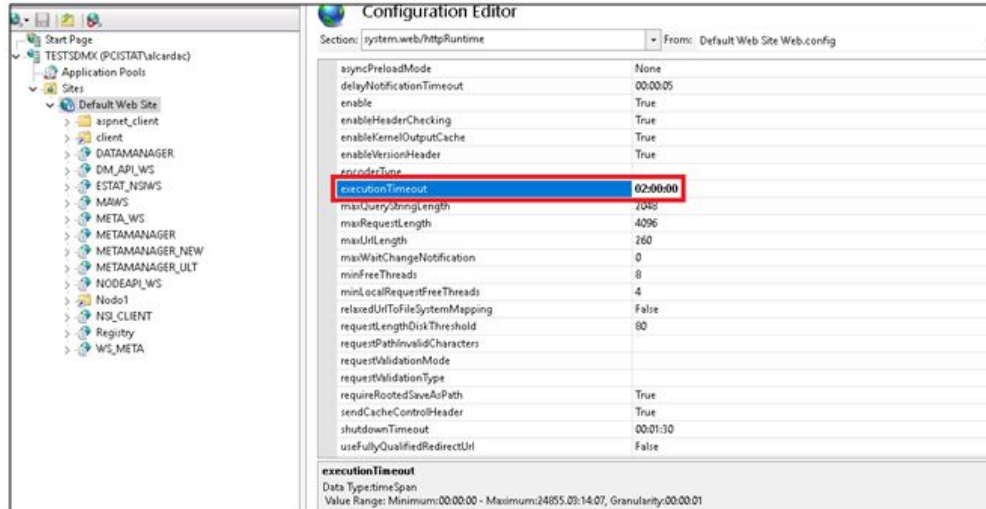 Configuration Editor
Section: system.web/httpRuntime From: Default Web Site Web.config
Start Page
TESTSDMX (PCISTAT\alcardac)
Application Pools
Sites
Default Web Site
aspnet_client
client
DATAMANAGER
DM_API_WS
ESTAT_NSIWS
MAWS
META_WS
METAMANAGER
METAMANAGER_NEW
METAMANAGER_ULT
NODEAPI_WS
Nodo1
NSI_CLIENT
Registry
WS_META
asyncPreloadMode None
delayNotificationTimeout 00:00:05
enable True
enableHeaderChecking True
enableKernelOutputCache True
enableVersionHeader True
encoderType
executionTimeout 02:00:00
maxQueryStringLength 2048
maxRequestLength 4096
maxUrlLength 260
maxWaitChangeNotification 0
minFreeThreads 8
minLocalRequestFreeThreads 4
relaxedUrlToFileSystemMapping False
requestLengthDiskThreshold 80
requestPathInvalidCharacters
requestValidationMode
requestValidationType
requireRootedSaveAsPath True
sendCacheControlHeader True
shutdownTimeout 00:01:30
useFullyQualifiedRedirectUrl False
executionTimeout
Data Type:timeSpan
Value Range: Minimum:00:00:00 - Maximum:24855.03:14:07, Granularity:00:00:01